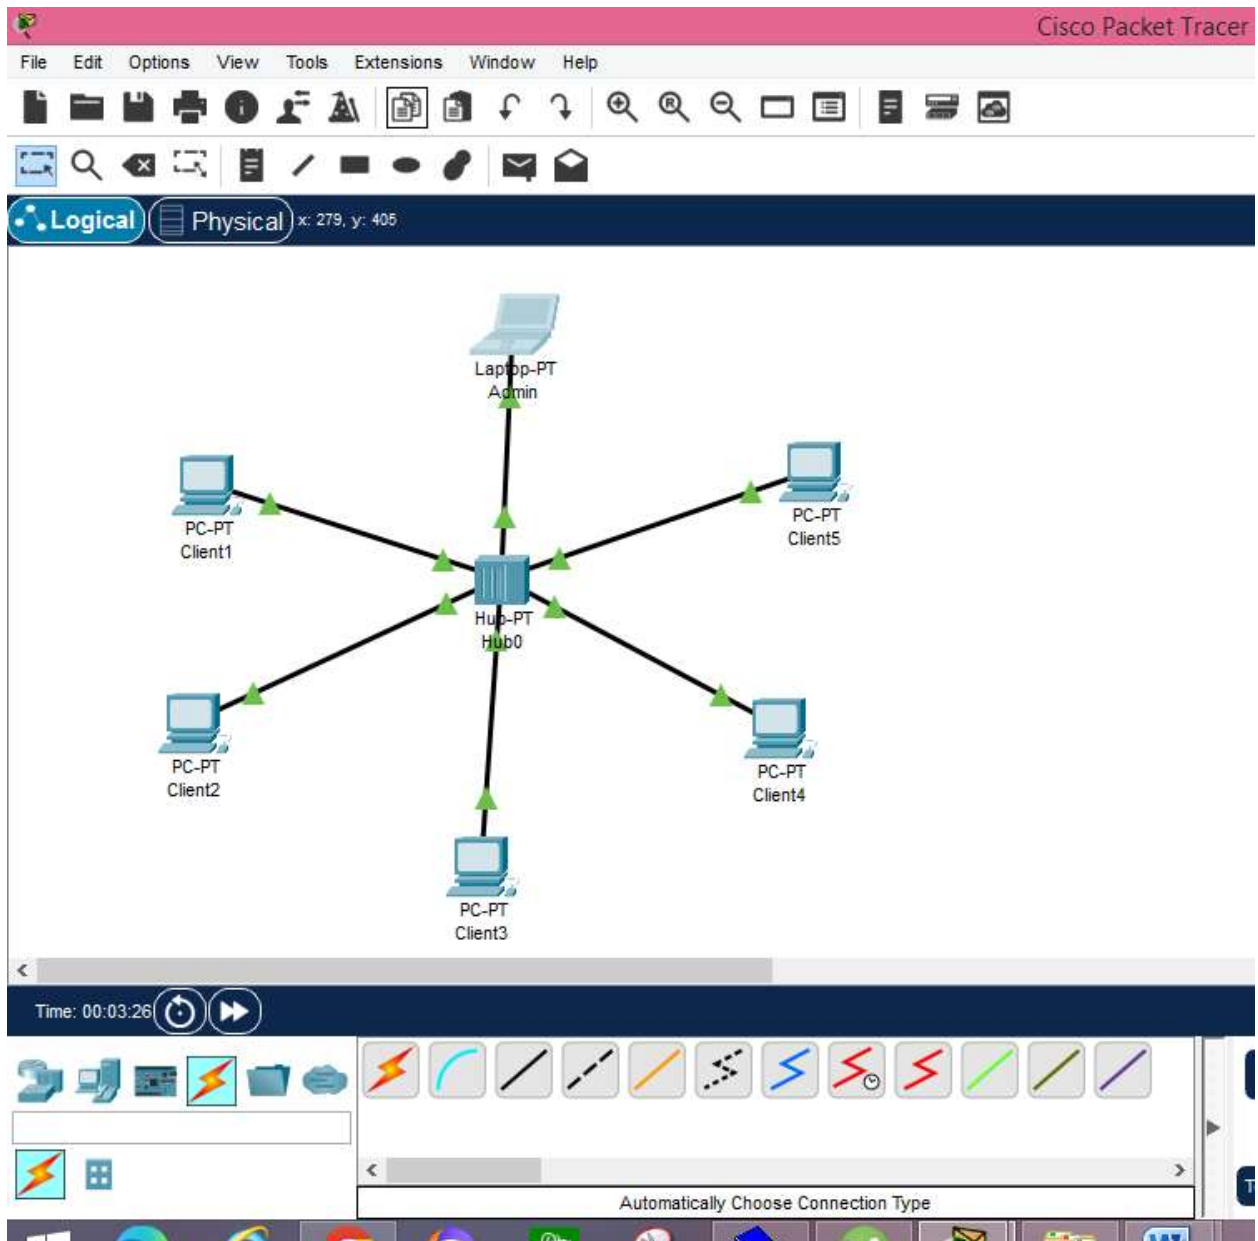 Cisco Packet Tracer
File Edit Options View Tools Extensions Window Help
Logical Physical x: 279, y: 405
Laptop-PT
Admin
PC-PT
Client1
PC-PT
Client5
Hub-PT
Hub0
PC-PT
Client2
PC-PT
Client4
PC-PT
Client3
Time: 00:03:26
Automatically Choose Connection Type